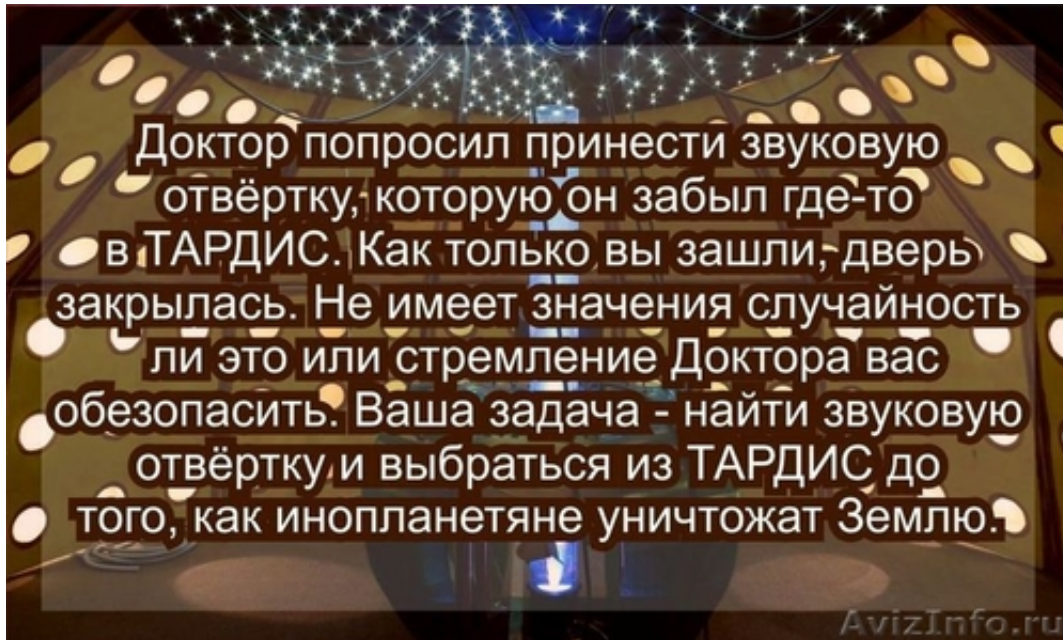 Доктор попросил принести звуковую
отвёртку, которую он забыл где-то
в ТАРДИС. Как только вы зашли, дверь
закрылась. Не имеет значения случайность
ли это или стремление Доктора вас
обезопасить. Ваша задача - найти звуковую
отвёртку и выбраться из ТАРДИС до
того, как инопланетяне уничтожат Землю.
AvizInfo.ru